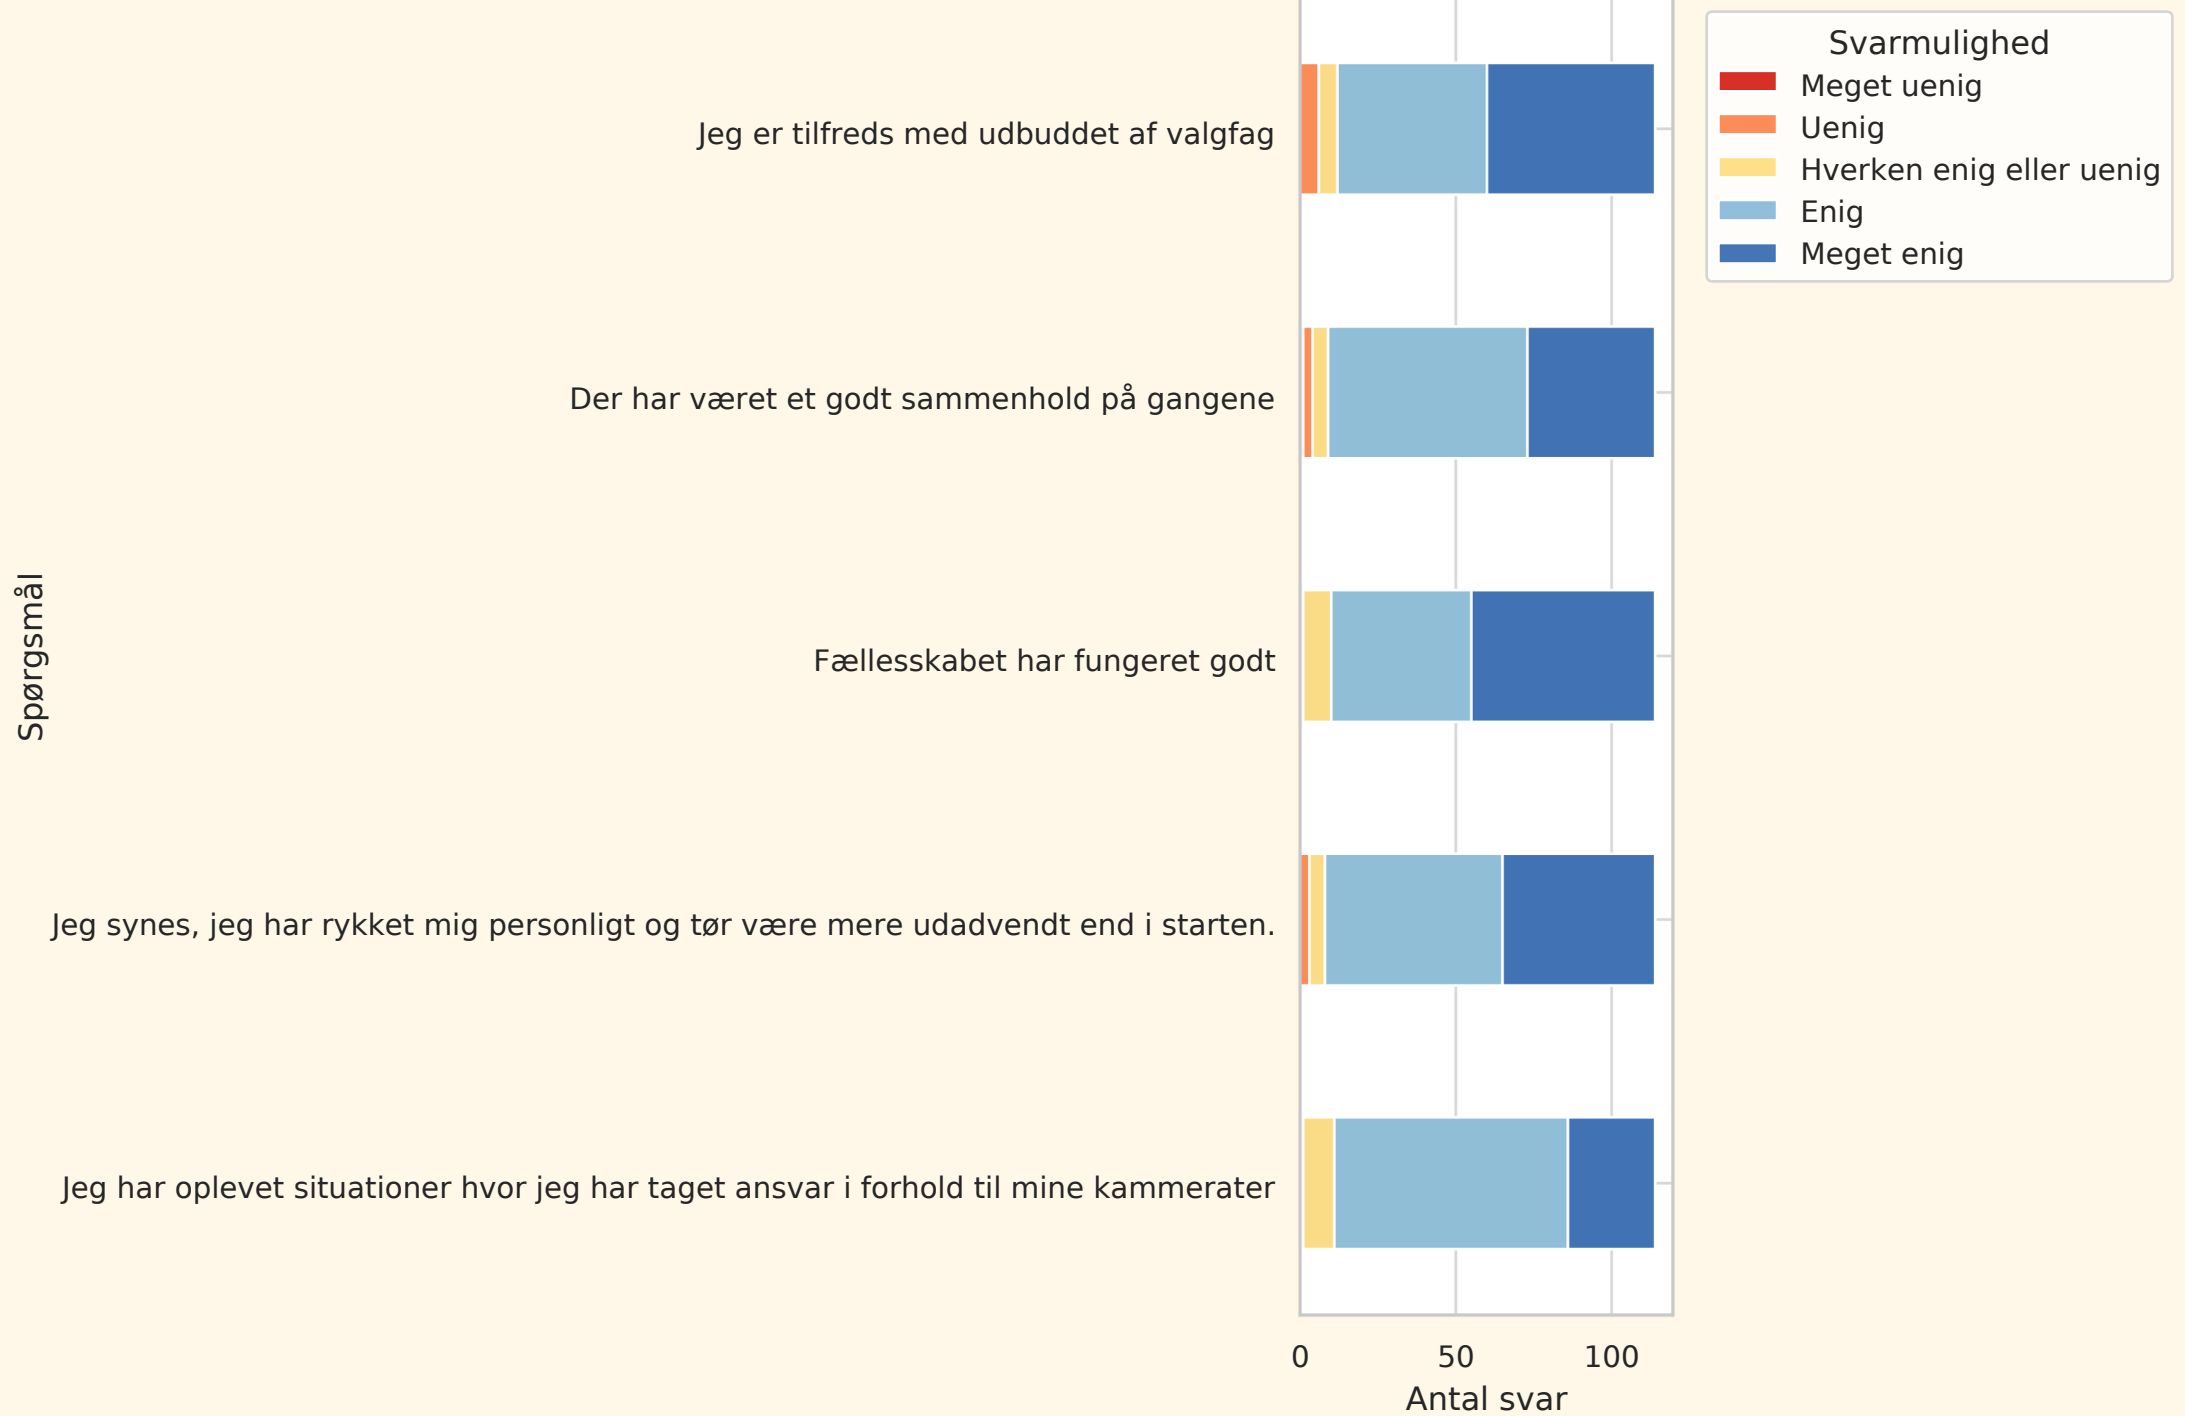 Svarmulighed
Meget uenig
Uenig
Hverken enig eller uenig
Enig
Meget enig
Spørgsmål
Jeg er tilfreds med udbuddet af valgfag
Der har været et godt sammenhold på gangene
Fællesskabet har fungeret godt
Jeg synes, jeg har rykket mig personligt og tør være mere udadvendt end i starten.
Jeg har oplevet situationer hvor jeg har taget ansvar i forhold til mine kammerater
0 50 100
Antal svar